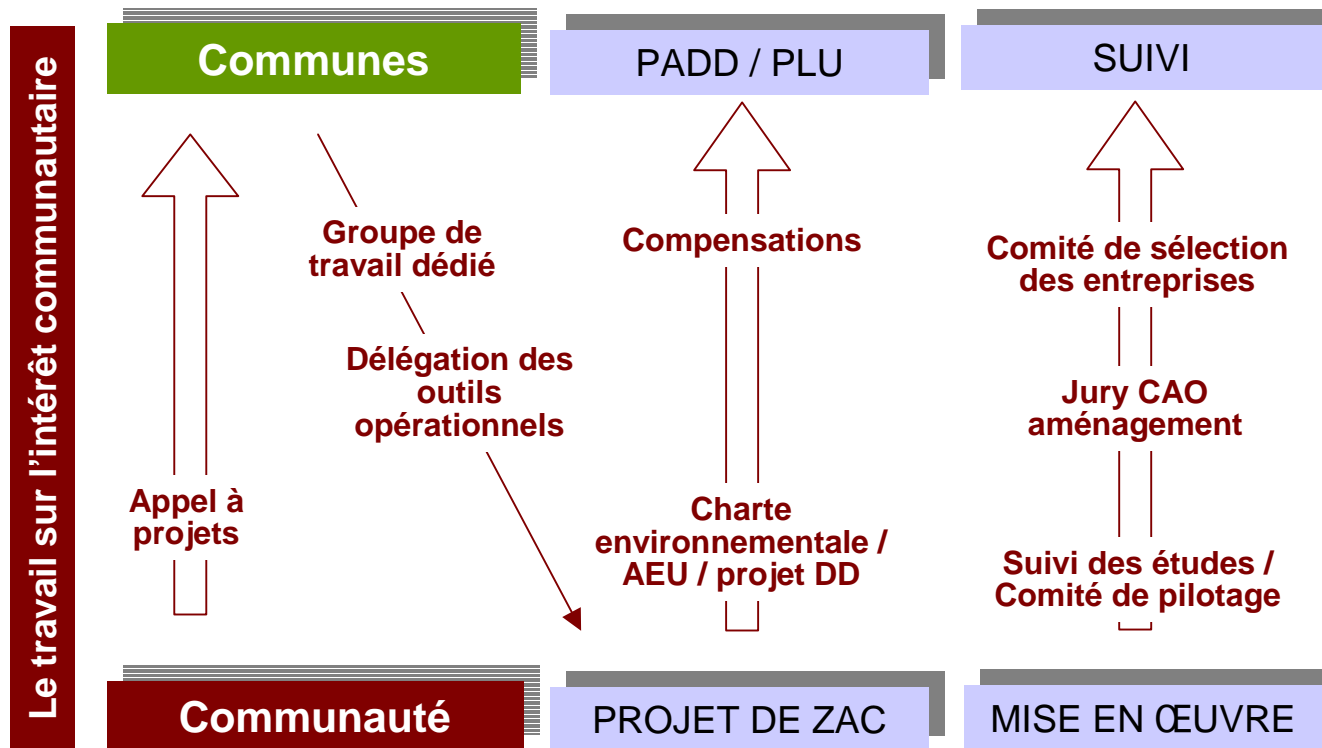 Le travail sur l'intérêt communautaire
Communes
PADD / PLU
SUIVI
Groupe de
travail dédié
Compensations
Comité de sélection
des entreprises
Délégation des
outils
opérationnels
Jury CAO
aménagement
Appel à
projets
Charte
environnementale /
AEU / projet DD
Suivi des études /
Comité de pilotage
Communauté
PROJET DE ZAC
MISE EN ŒUVRE